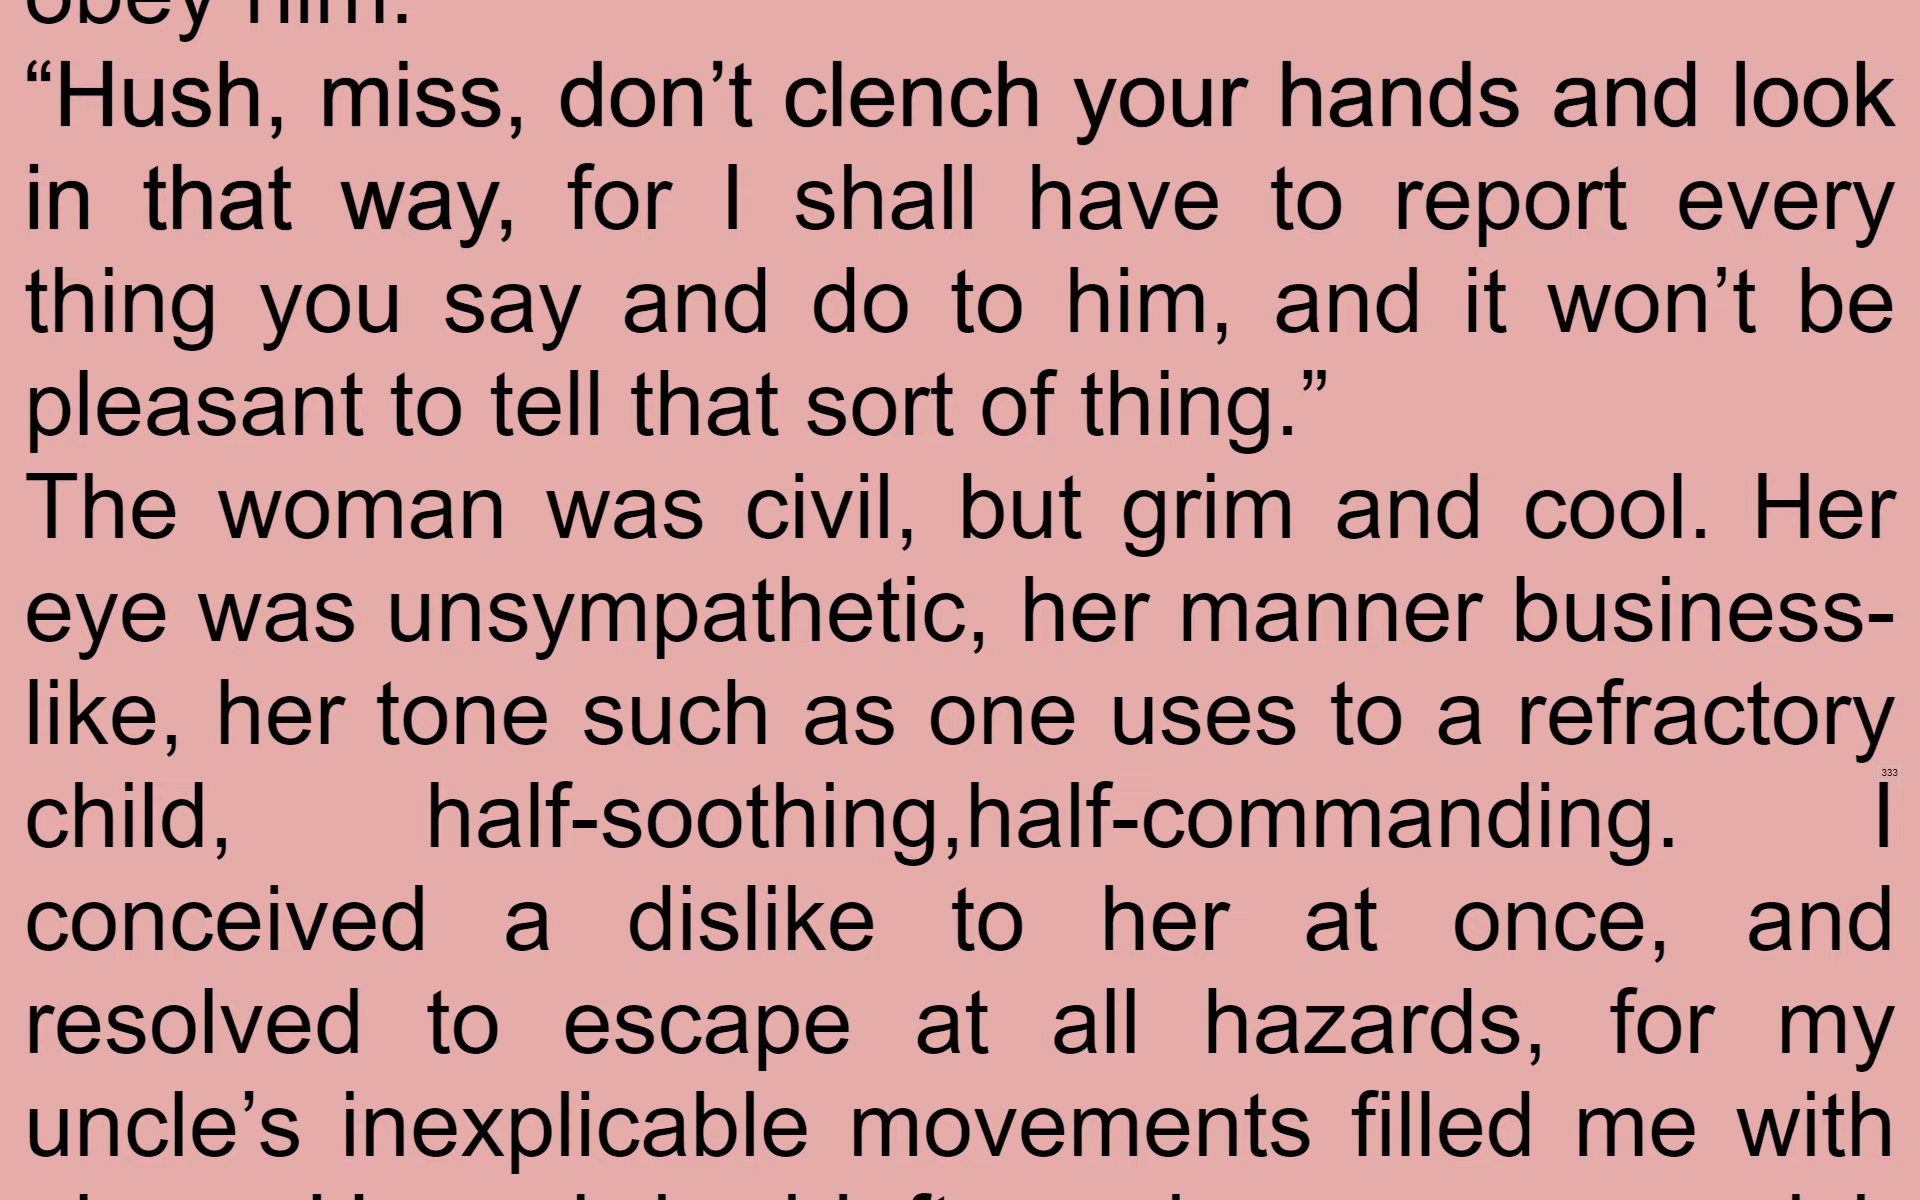 obey him.
“Hush, miss, don’t clench your hands and look
in that way, for I shall have to report every
thing you say and do to him, and it won’t be
pleasant to tell that sort of thing.”
The woman was civil, but grim and cool. Her
eye was unsympathetic, her manner business-
like, her tone such as one uses to a refractory
333
child, half-soothing,half-commanding. I
conceived a dislike to her at once, and
resolved to escape at all hazards, for my
uncle’s inexplicable movements filled me with